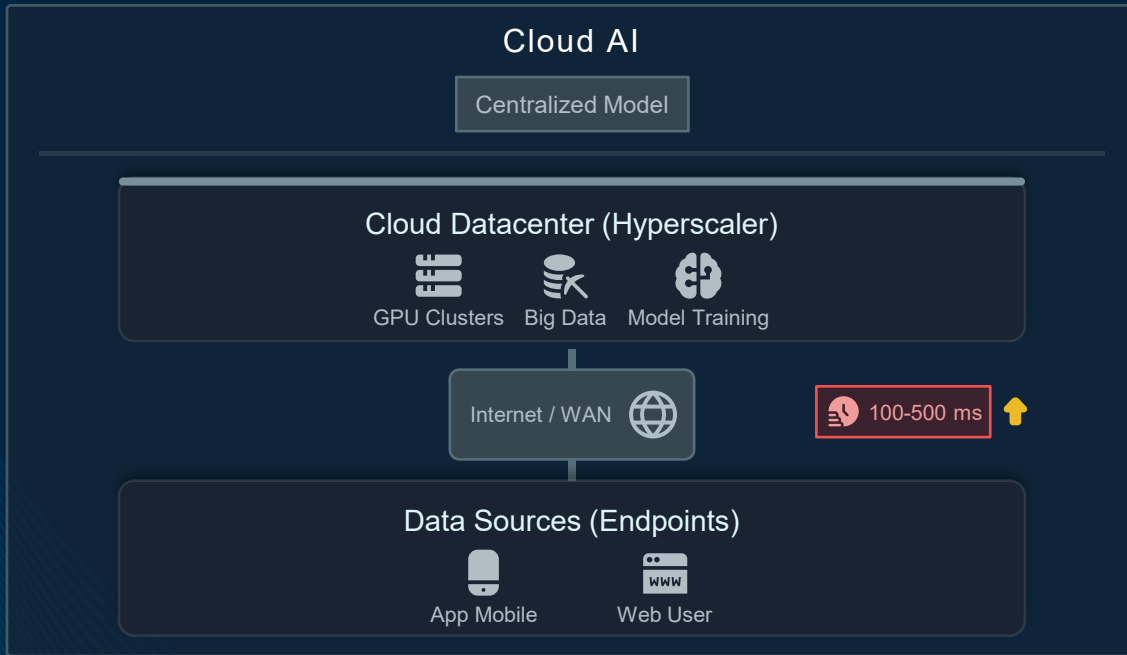 Cloud AI
Centralized Model
Cloud Datacenter (Hyperscaler)
GPU Clusters
Big Data
Model Training
Internet / WAN
100-500 ms
Data Sources (Endpoints)
www
App Mobile
Web User